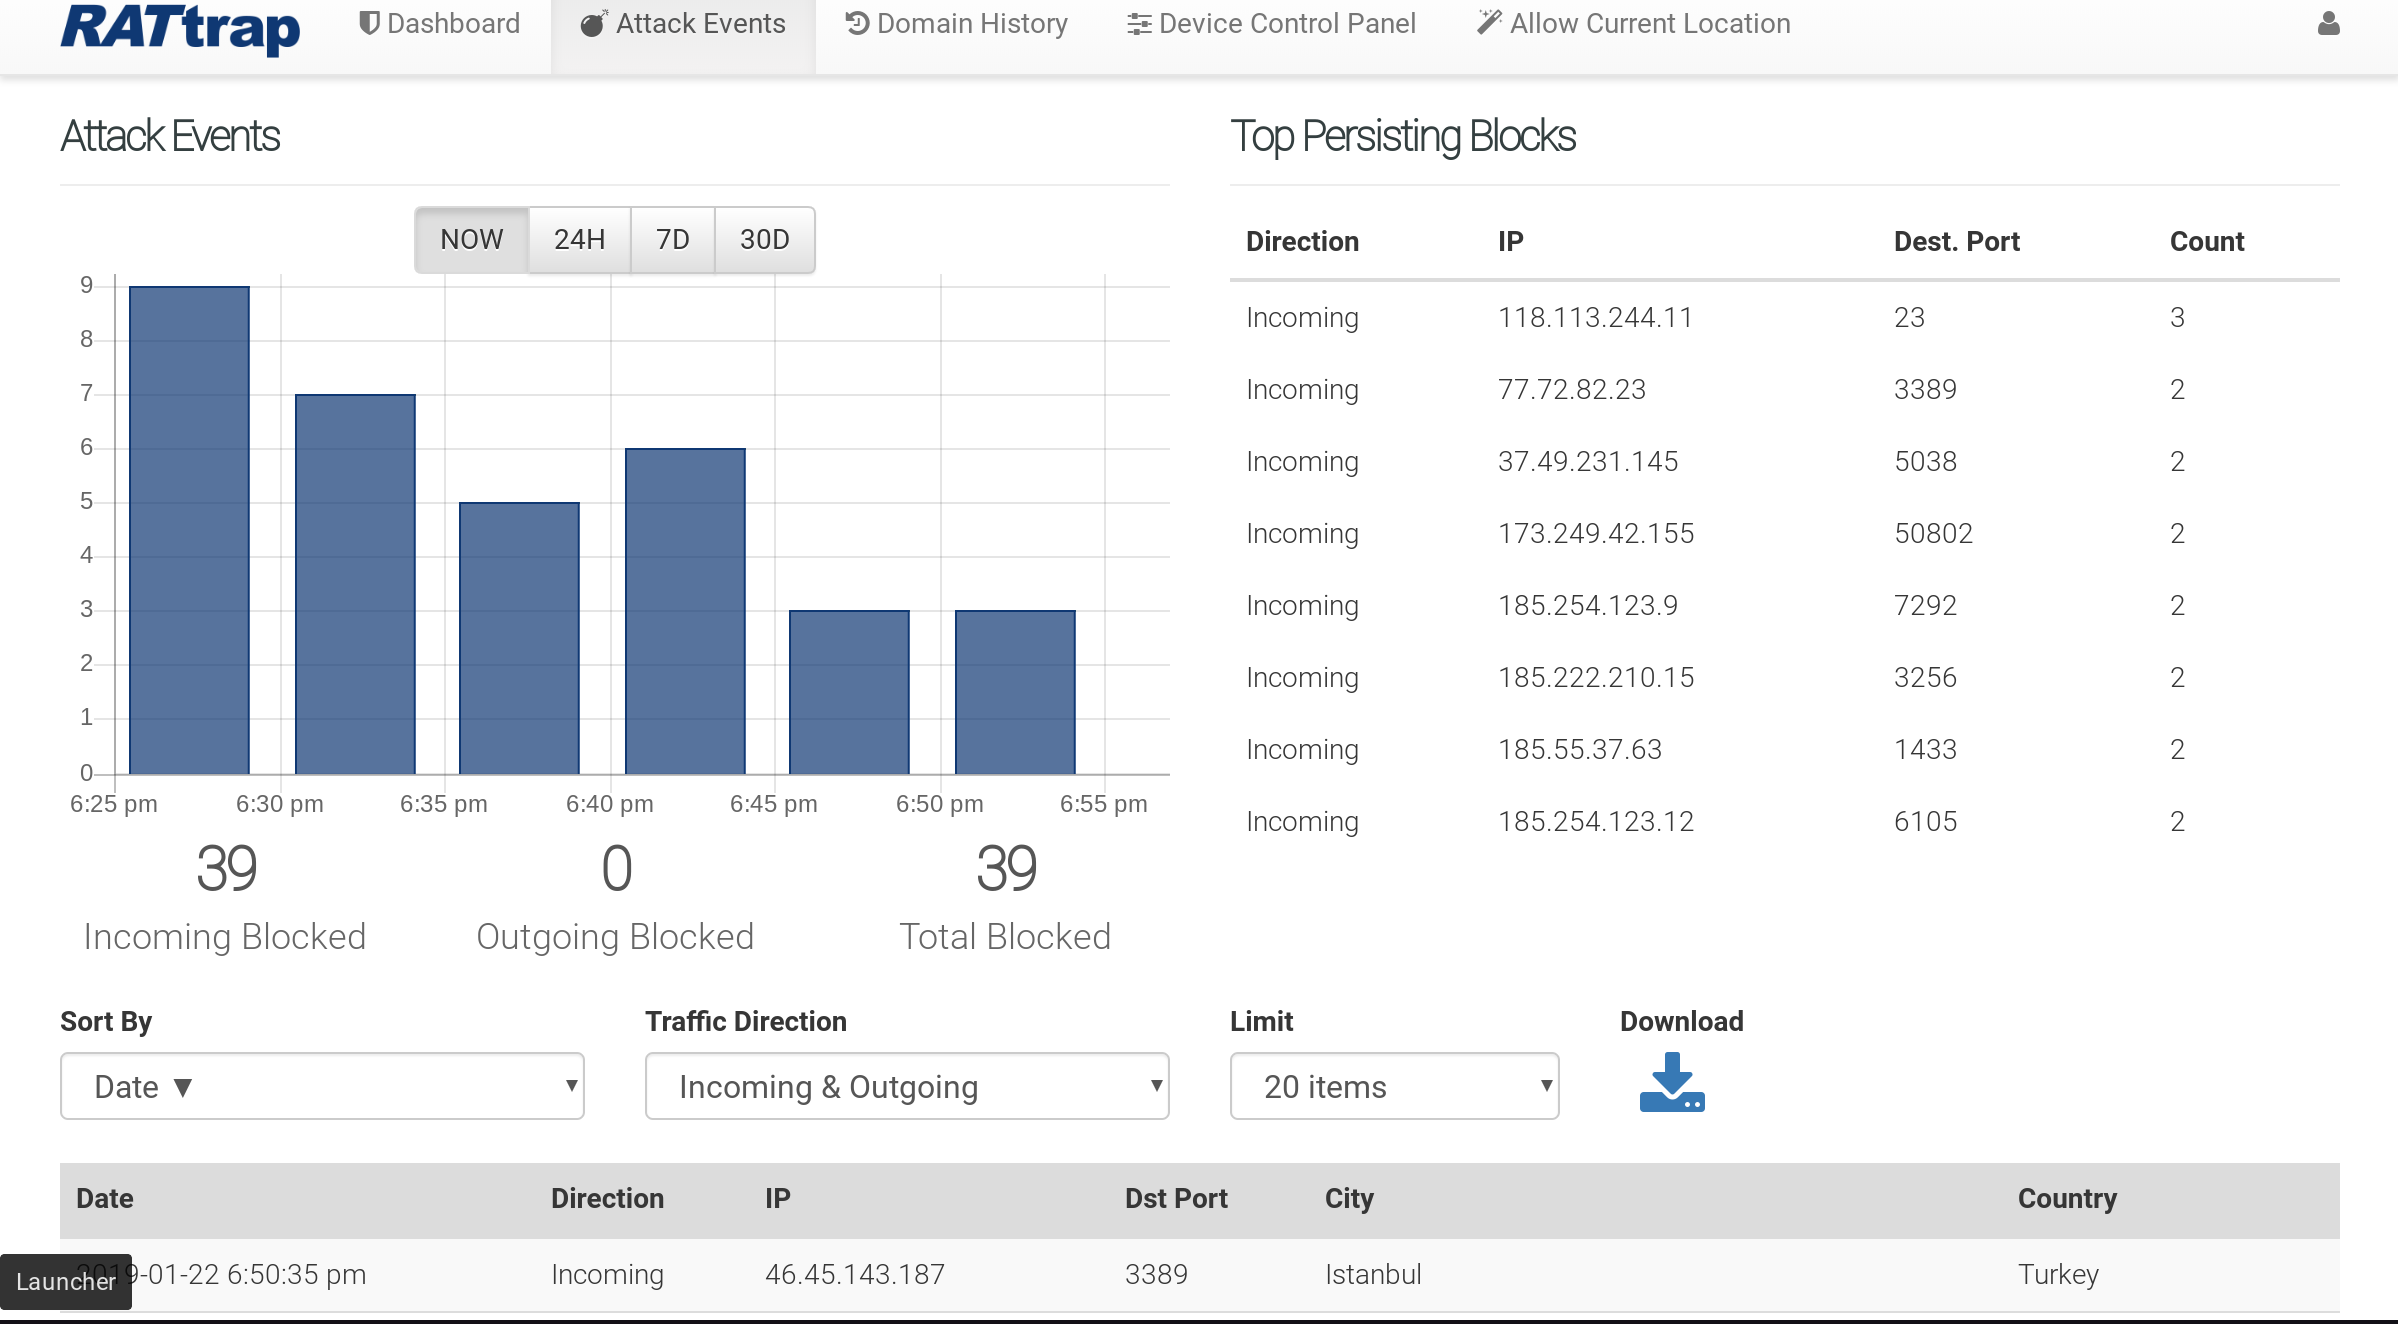 RATtrap Dashboard Attack Events Domain History Device Control Panel Allow Current Location
Attack Events
NOW 24H 7D 30D
9
8
7
6
5
4
3
2
1
0
6:25 pm 6:30 pm 6:35 pm 6:40 pm 6:45 pm 6:50 pm 6:55 pm
39 0 39
Incoming Blocked Outgoing Blocked Total Blocked
Top Persisting Blocks
Direction IP Dest. Port Count
Incoming 118.113.244.11 23 3
Incoming 77.72.82.23 3389 2
Incoming 37.49.231.145 5038 2
Incoming 173.249.42.155 50802 2
Incoming 185.254.123.9 7292 2
Incoming 185.222.210.15 3256 2
Incoming 185.55.37.63 1433 2
Incoming 185.254.123.12 6105 2
Sort By Traffic Direction Limit Download
Date ▼ Incoming & Outgoing 20 items
Date Direction IP Dst Port City Country
2019-01-22 6:50:35 pm Incoming 46.45.143.187 3389 Istanbul Turkey
Launcher